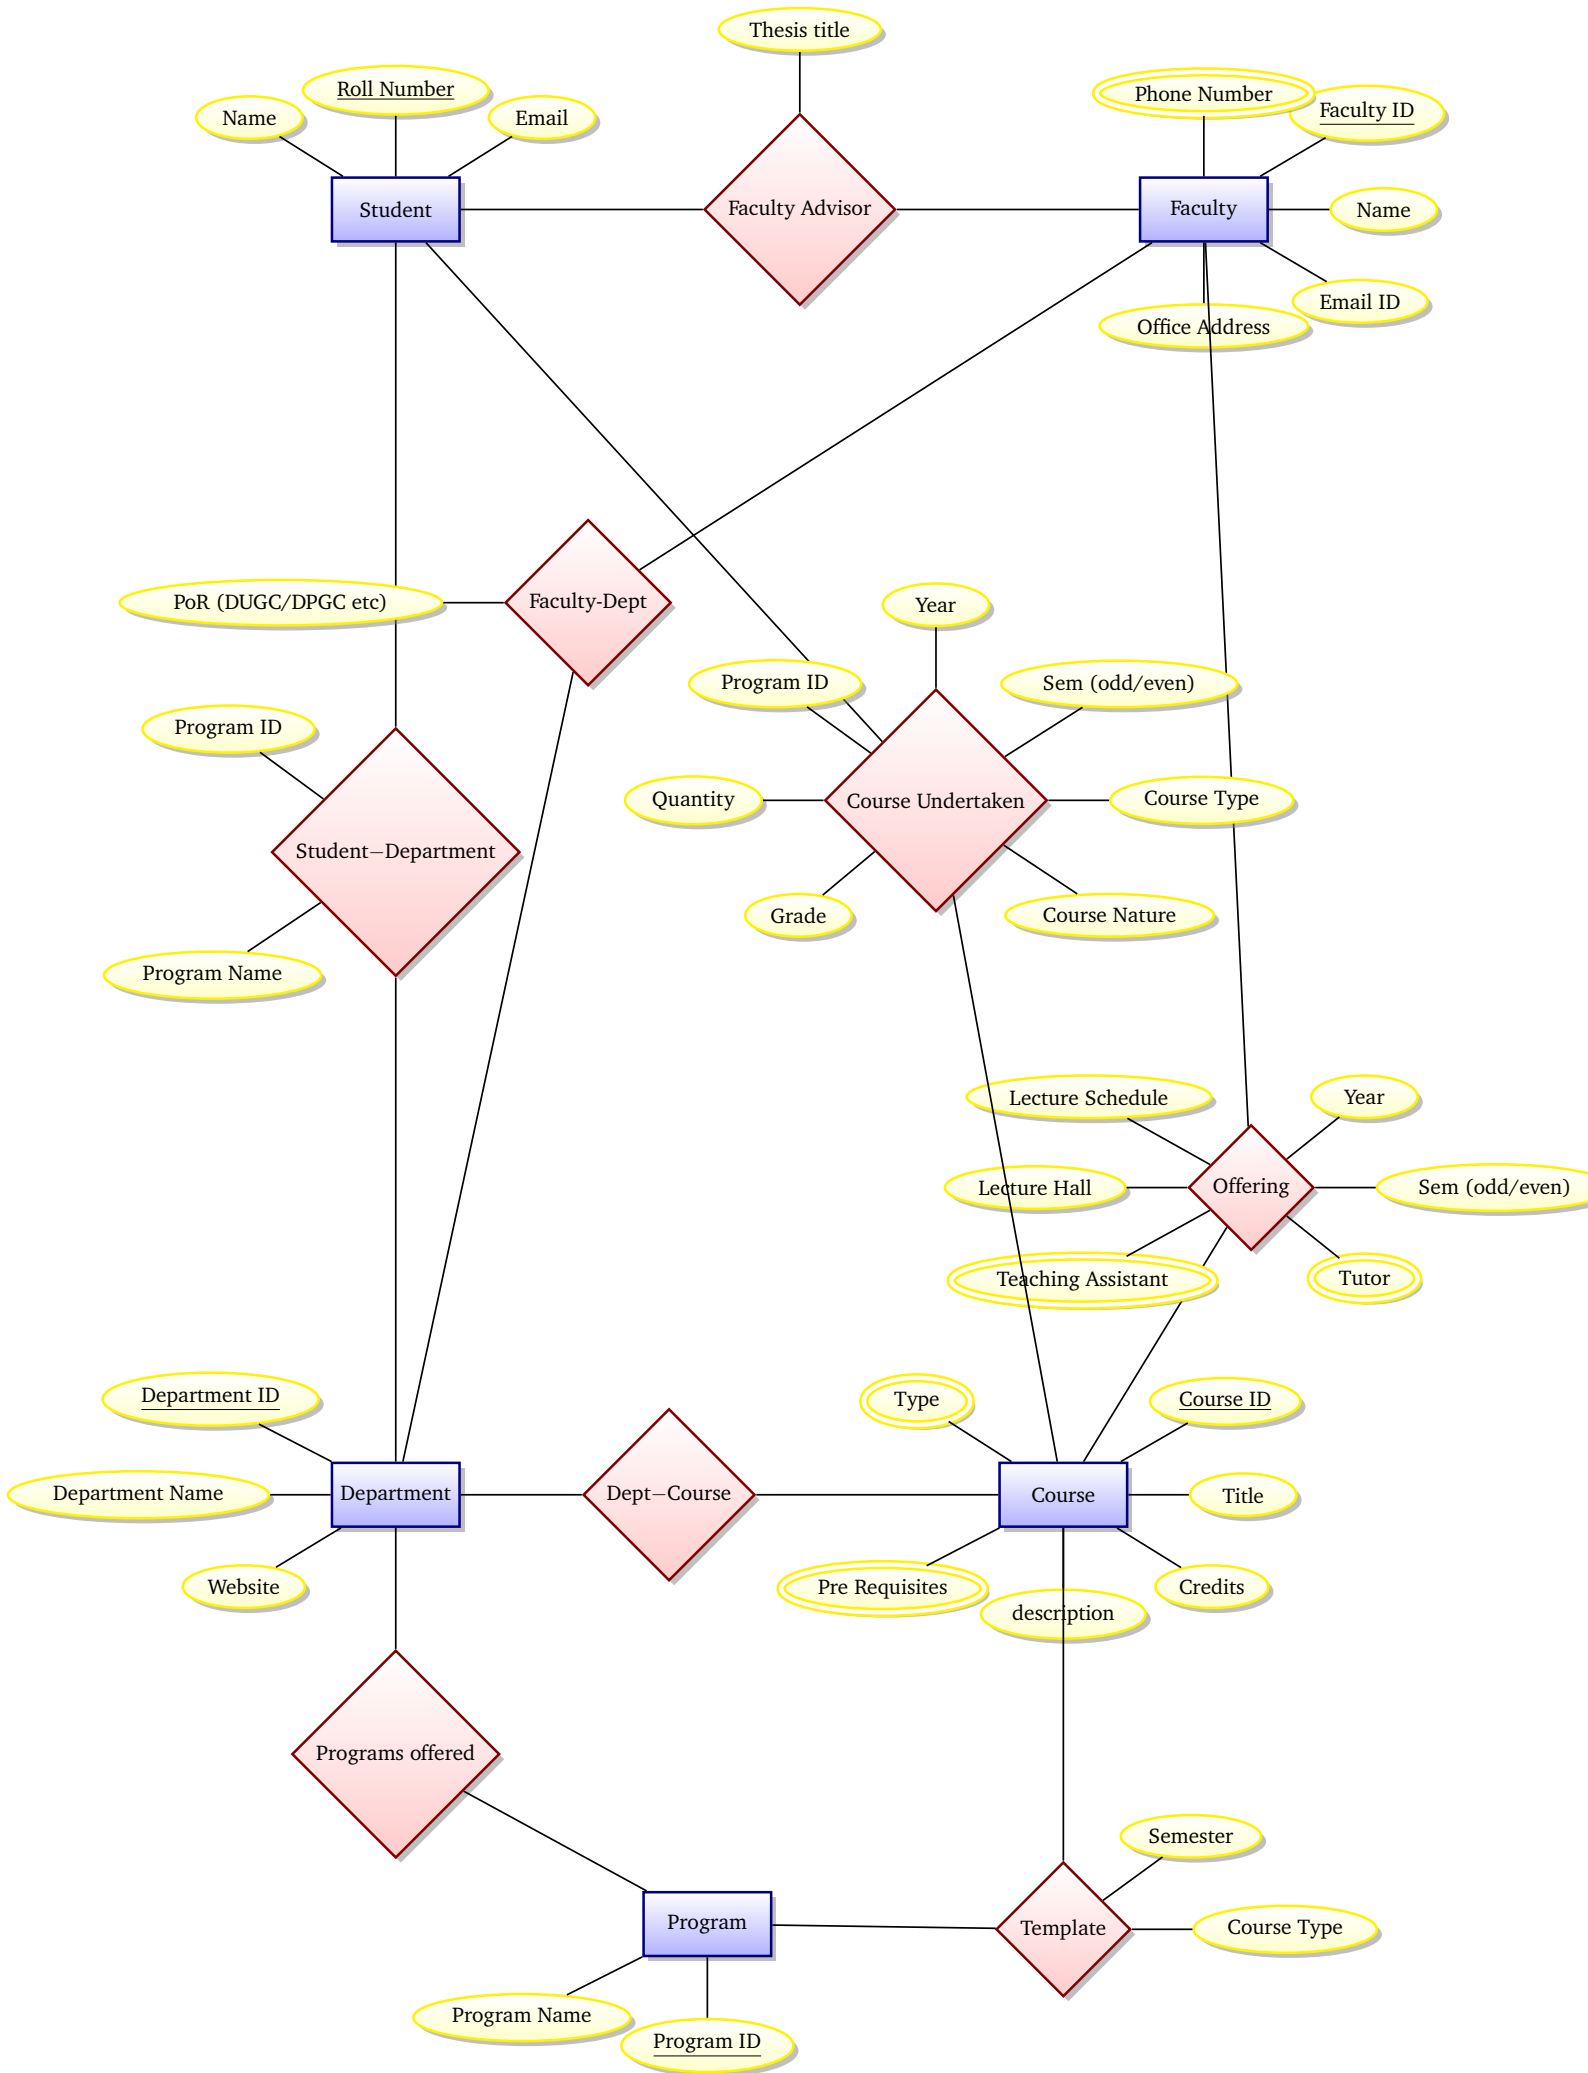 Thesis title
Roll Number
Name
Email
Phone Number
Faculty ID
Student
Faculty Advisor
Faculty
Name
Email ID
Office Address
PoR (DUGC/DPGC etc)
Faculty-Dept
Year
Program ID
Sem (odd/even)
Program ID
Quantity
Course Undertaken
Course Type
Student−Department
Grade
Course Nature
Program Name
Lecture Schedule
Year
Lecture Hall
Offering
Sem (odd/even)
Teaching Assistant
Tutor
Department ID
Type
Course ID
Department Name
Department
Dept−Course
Course
Title
Website
Pre Requisites
Credits
description
Programs offered
Semester
Program
Template
Course Type
Program Name
Program ID